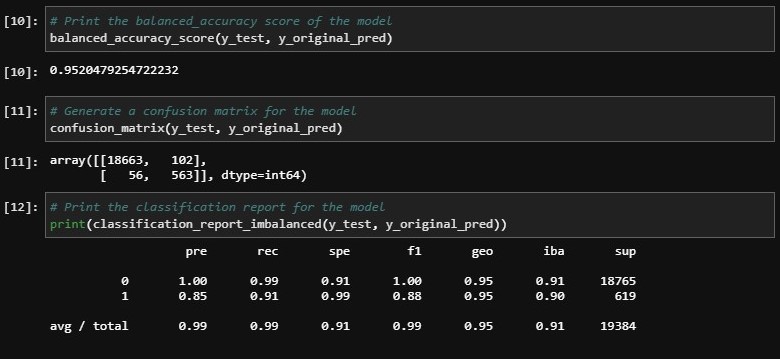 [10]: # Print the balanced_accuracy score of the model
balanced_accuracy_score(y_test, y_original_pred)
[10]: 0.9520479254722232
[11]: # Generate a confusion matrix for the model
confusion_matrix(y_test, y_original_pred)
[11]: array([[18663,   102],
       [   56,   563]], dtype=int64)
[12]: # Print the classification report for the model
print(classification_report_imbalanced(y_test, y_original_pred))
pre rec spe f1 geo iba sup
0 1.00 0.99 0.91 1.00 0.95 0.91 18765
1 0.85 0.91 0.99 0.88 0.95 0.90 619
avg / total 0.99 0.99 0.91 0.99 0.95 0.91 19384